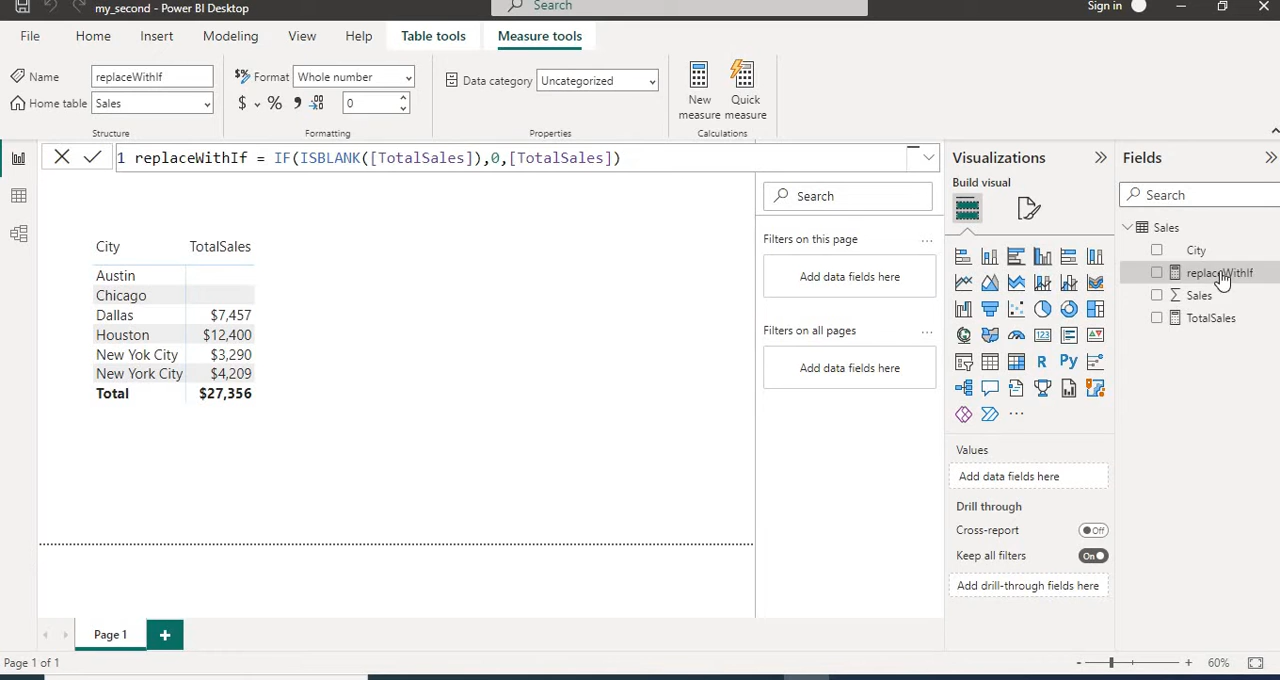 my_second - Power BI Desktop
Search
Sign in
File
Home
Insert
Modeling
View
Help
Table tools
Measure tools
Name
replaceWithIf
Home table
Sales
Structure
Format
Whole number
$
%
0
Formatting
Data category
Uncategorized
Properties
New measure
Quick measure
Calculations
1 replaceWithIf = IF(ISBLANK([TotalSales]),0,[TotalSales])
City TotalSales
Austin
Chicago
Dallas $7,457
Houston $12,400
New Yok City $3,290
New York City $4,209
Total $27,356
Search
Filters on this page
...
Add data fields here
Filters on all pages
...
Add data fields here
Visualizations
Build visual
123
R
Py
...
Values
Add data fields here
Drill through
Cross-report
Off
Keep all filters
On
Add drill-through fields here
Fields
Search
Sales
City
replaceWithIf
Σ Sales
TotalSales
Page 1
+
Page 1 of 1
- + 60%